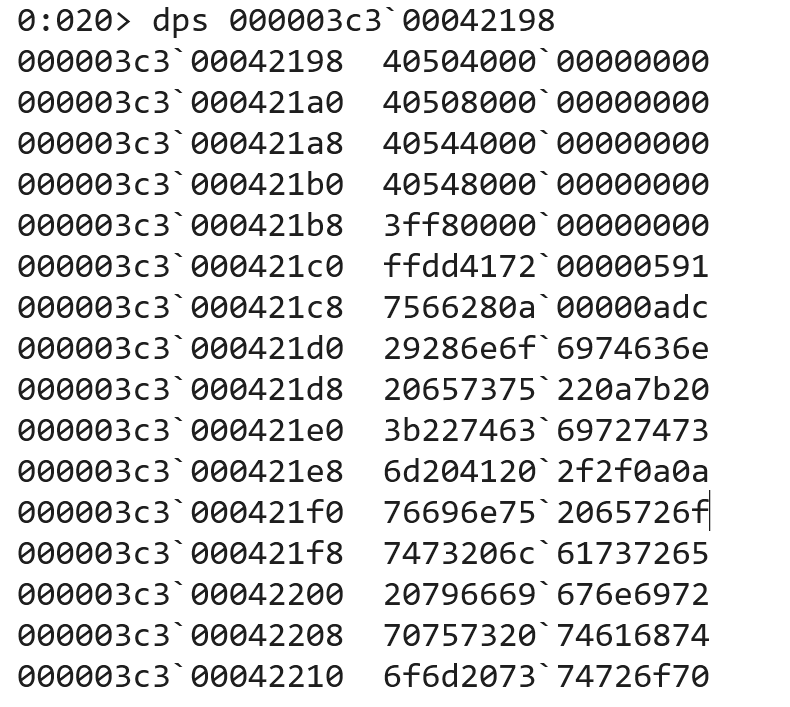 0:020> dps 000003c3`00042198
000003c3`00042198  40504000`00000000
000003c3`000421a0  40508000`00000000
000003c3`000421a8  40544000`00000000
000003c3`000421b0  40548000`00000000
000003c3`000421b8  3ff80000`00000000
000003c3`000421c0  ffdd4172`00000591
000003c3`000421c8  7566280a`00000adc
000003c3`000421d0  29286e6f`6974636e
000003c3`000421d8  20657375`220a7b20
000003c3`000421e0  3b227463`69727473
000003c3`000421e8  6d204120`2f2f0a0a
000003c3`000421f0  76696e75`2065726f
000003c3`000421f8  7473206c`61737265
000003c3`00042200  20796669`676e6972
000003c3`00042208  70757320`74616874
000003c3`00042210  6f6d2073`74726f70